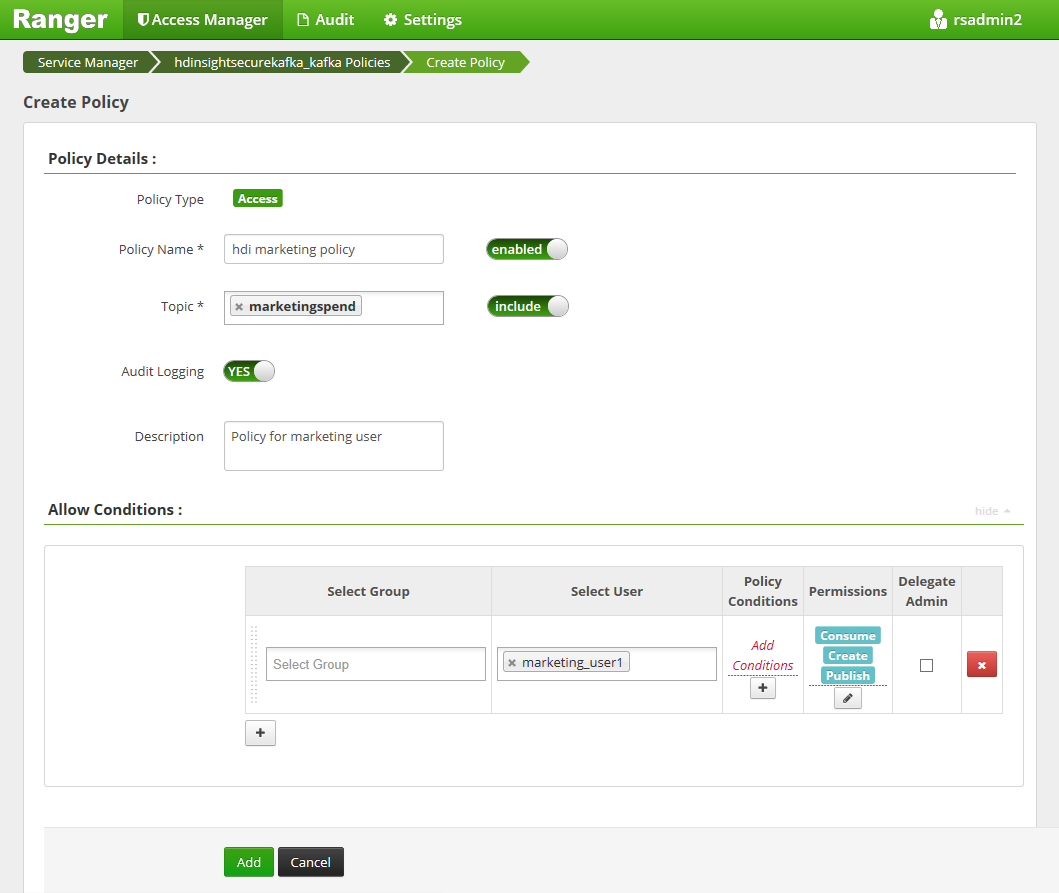 Ranger Access Manager Audit Settings rsadmin2
Service Manager hdinsightsecurekafka_kafka Policies Create Policy
Create Policy
Policy Details :
Policy Type Access
Policy Name * hdi marketing policy enabled
Topic * × marketingspend include
Audit Logging YES
Description Policy for marketing user
Allow Conditions :
hide
Select Group Select User Policy Conditions Permissions Delegate Admin
Select Group × marketing_user1 Add Conditions + Consume Create Publish ×
+
Add Cancel